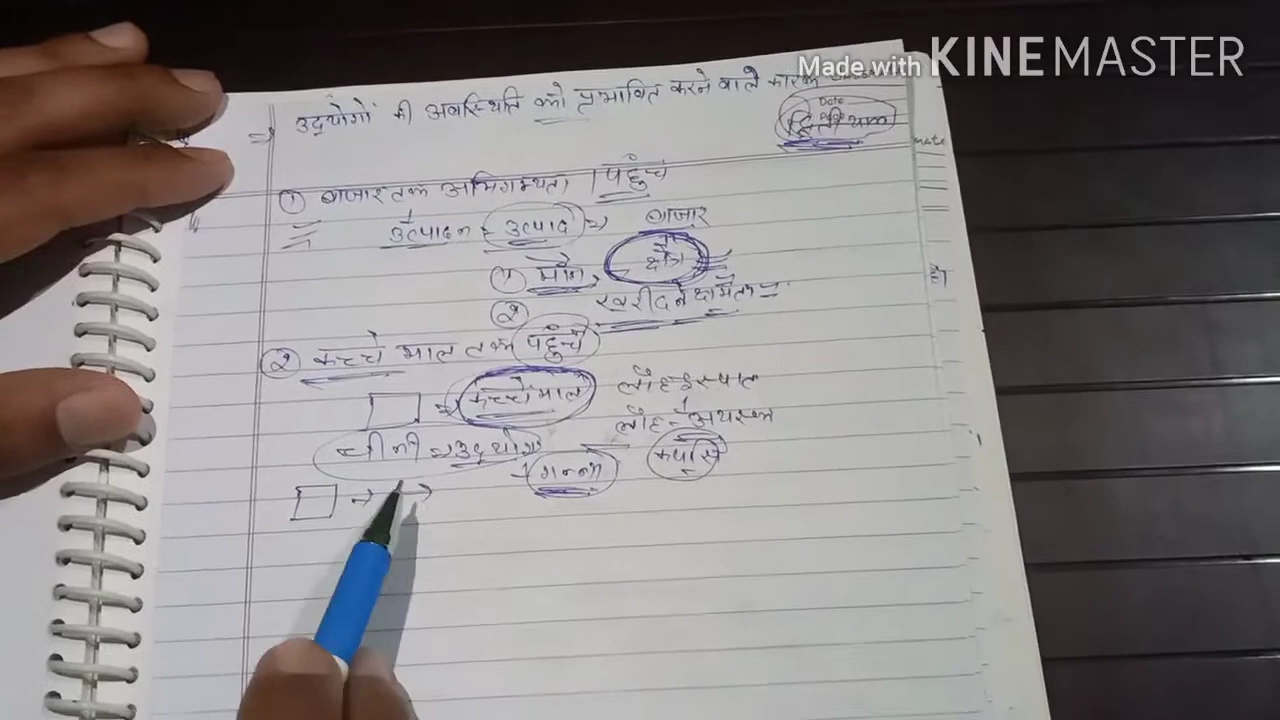 Made with KINEMASTER
=> उद्योगों की अवस्थिति को प्रभावित करने वाले कारक
Date
① बाजार तक अभिगम्यता / पहुँच
उत्पादन - उत्पाद => बाजार
① माँग, क्षेत्र
② खरीदने क्षमता =
② कच्चे माल तक पहुँच
=> कच्चे माल लौह इस्पात
लौह - अयस्क
चीनी => उद्योग
→ गन्ना कपास